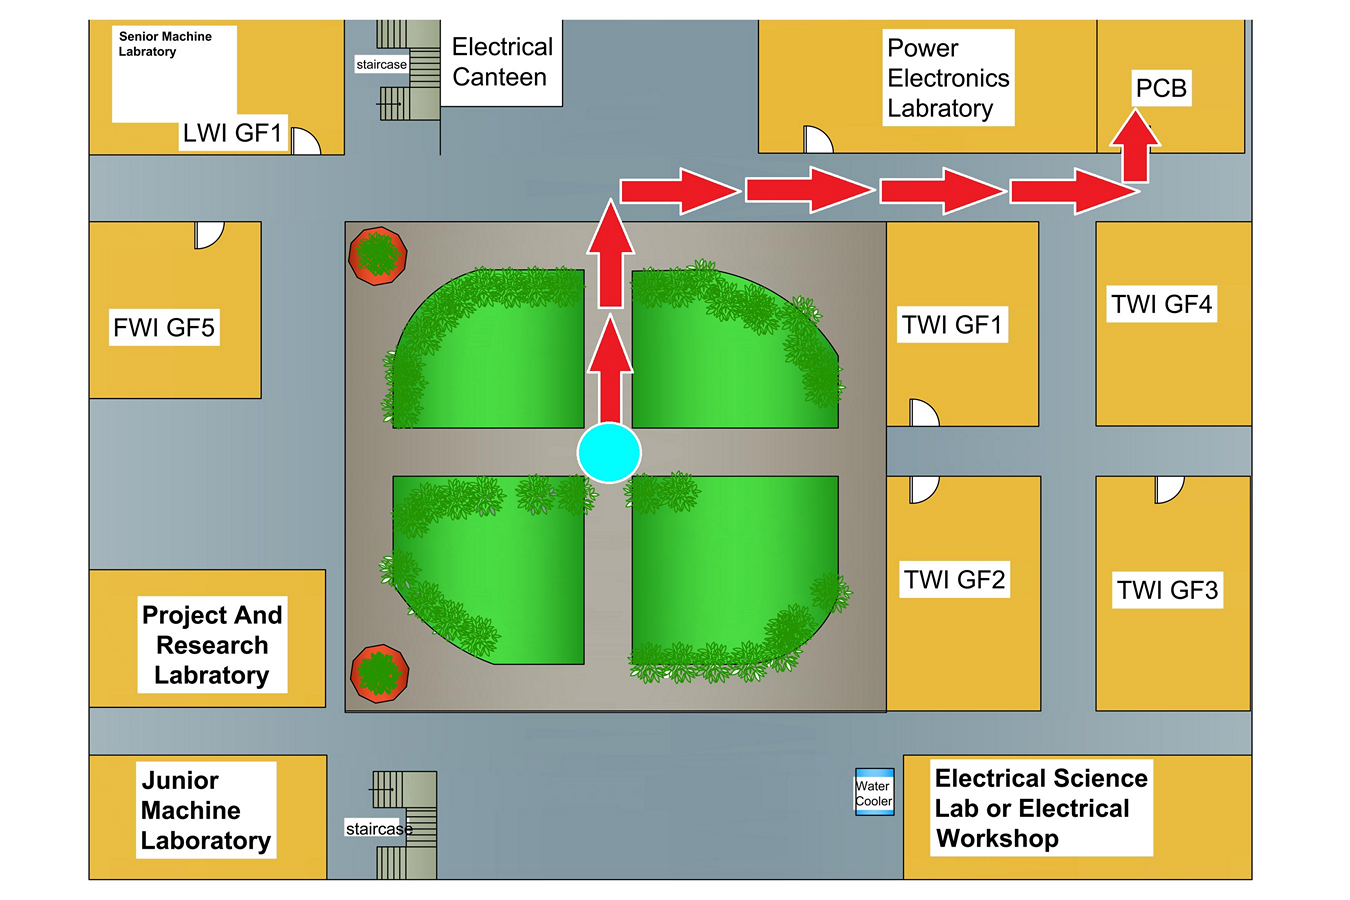 Senior Machine
Labratory
LWI GF1
staircase
Electrical
Canteen
Power
Electronics
Labratory
PCB
FWI GF5
TWI GF1
TWI GF4
TWI GF2
TWI GF3
Project And
Research
Labratory
Junior
Machine
Laboratory
staircase
Water
Cooler
Electrical Science
Lab or Electrical
Workshop